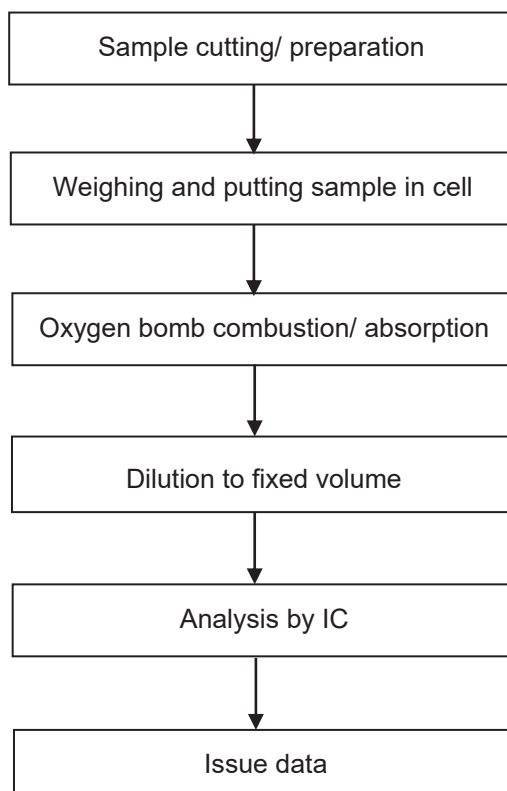 Sample cutting/ preparation
Weighing and putting sample in cell
Oxygen bomb combustion/ absorption
Dilution to fixed volume
Analysis by IC
Issue data